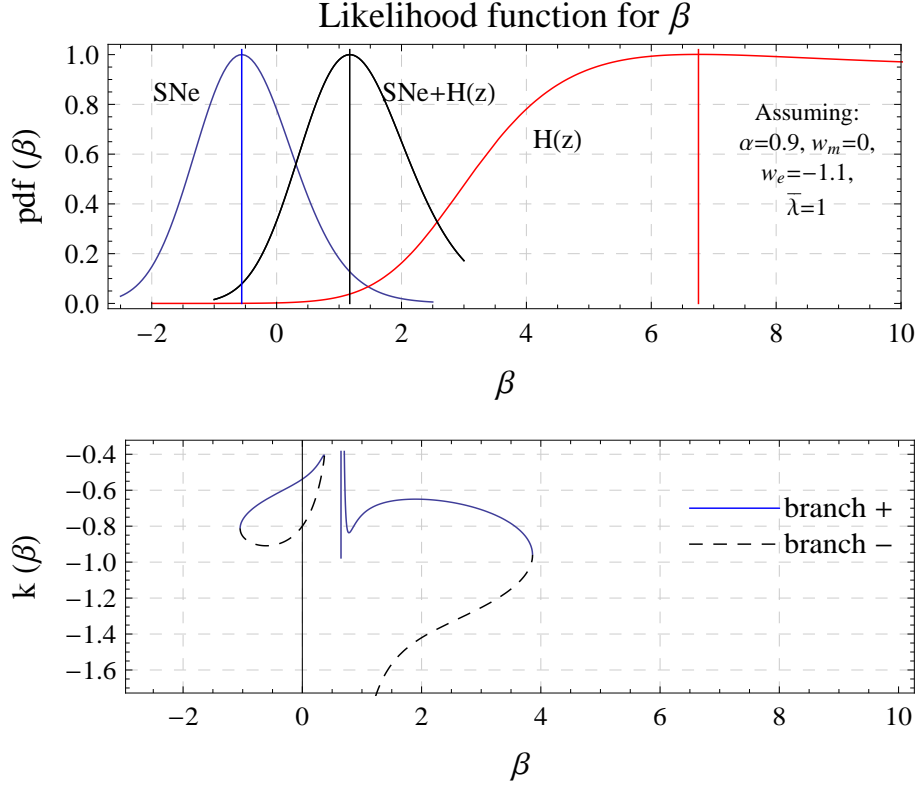 Likelihood function for β
pdf (β)
1.0
0.8
0.6
0.4
0.2
0.0
SNe
SNe+H(z)
H(z)
Assuming:
α=0.9, w_m=0,
w_e=−1.1,
λ̅=1
−2 0 2 4 6 8 10
β
k (β)
−0.4
−0.6
−0.8
−1.0
−1.2
−1.4
−1.6
branch +
branch −
−2 0 2 4 6 8 10
β